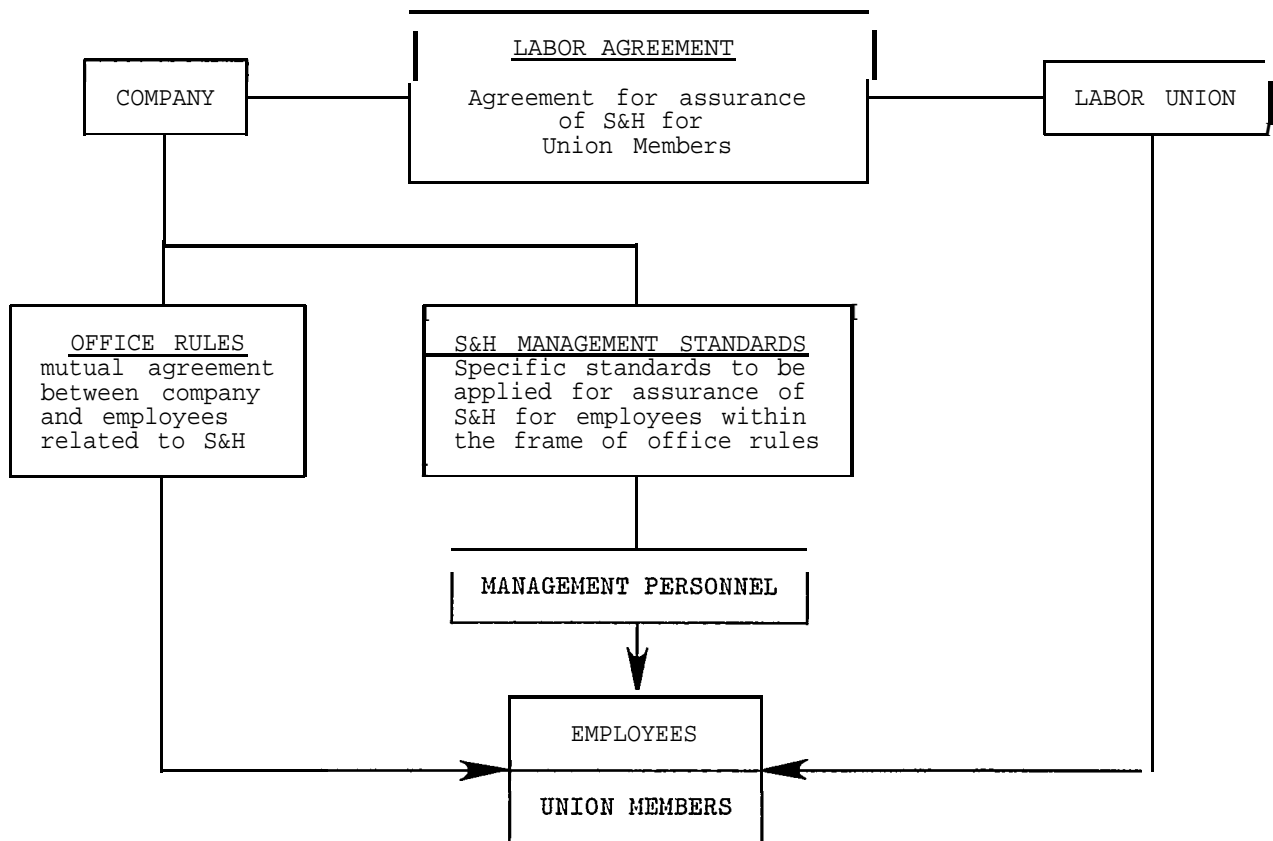 LABOR AGREEMENT
Agreement for assurance
of S&H for
Union Members
COMPANY
LABOR UNION
OFFICE RULES
mutual agreement
between company
and employees
related to S&H
S&H MANAGEMENT STANDARDS
Specific standards to be
applied for assurance of
S&H for employees within
the frame of office rules
MANAGEMENT PERSONNEL
EMPLOYEES
UNION MEMBERS